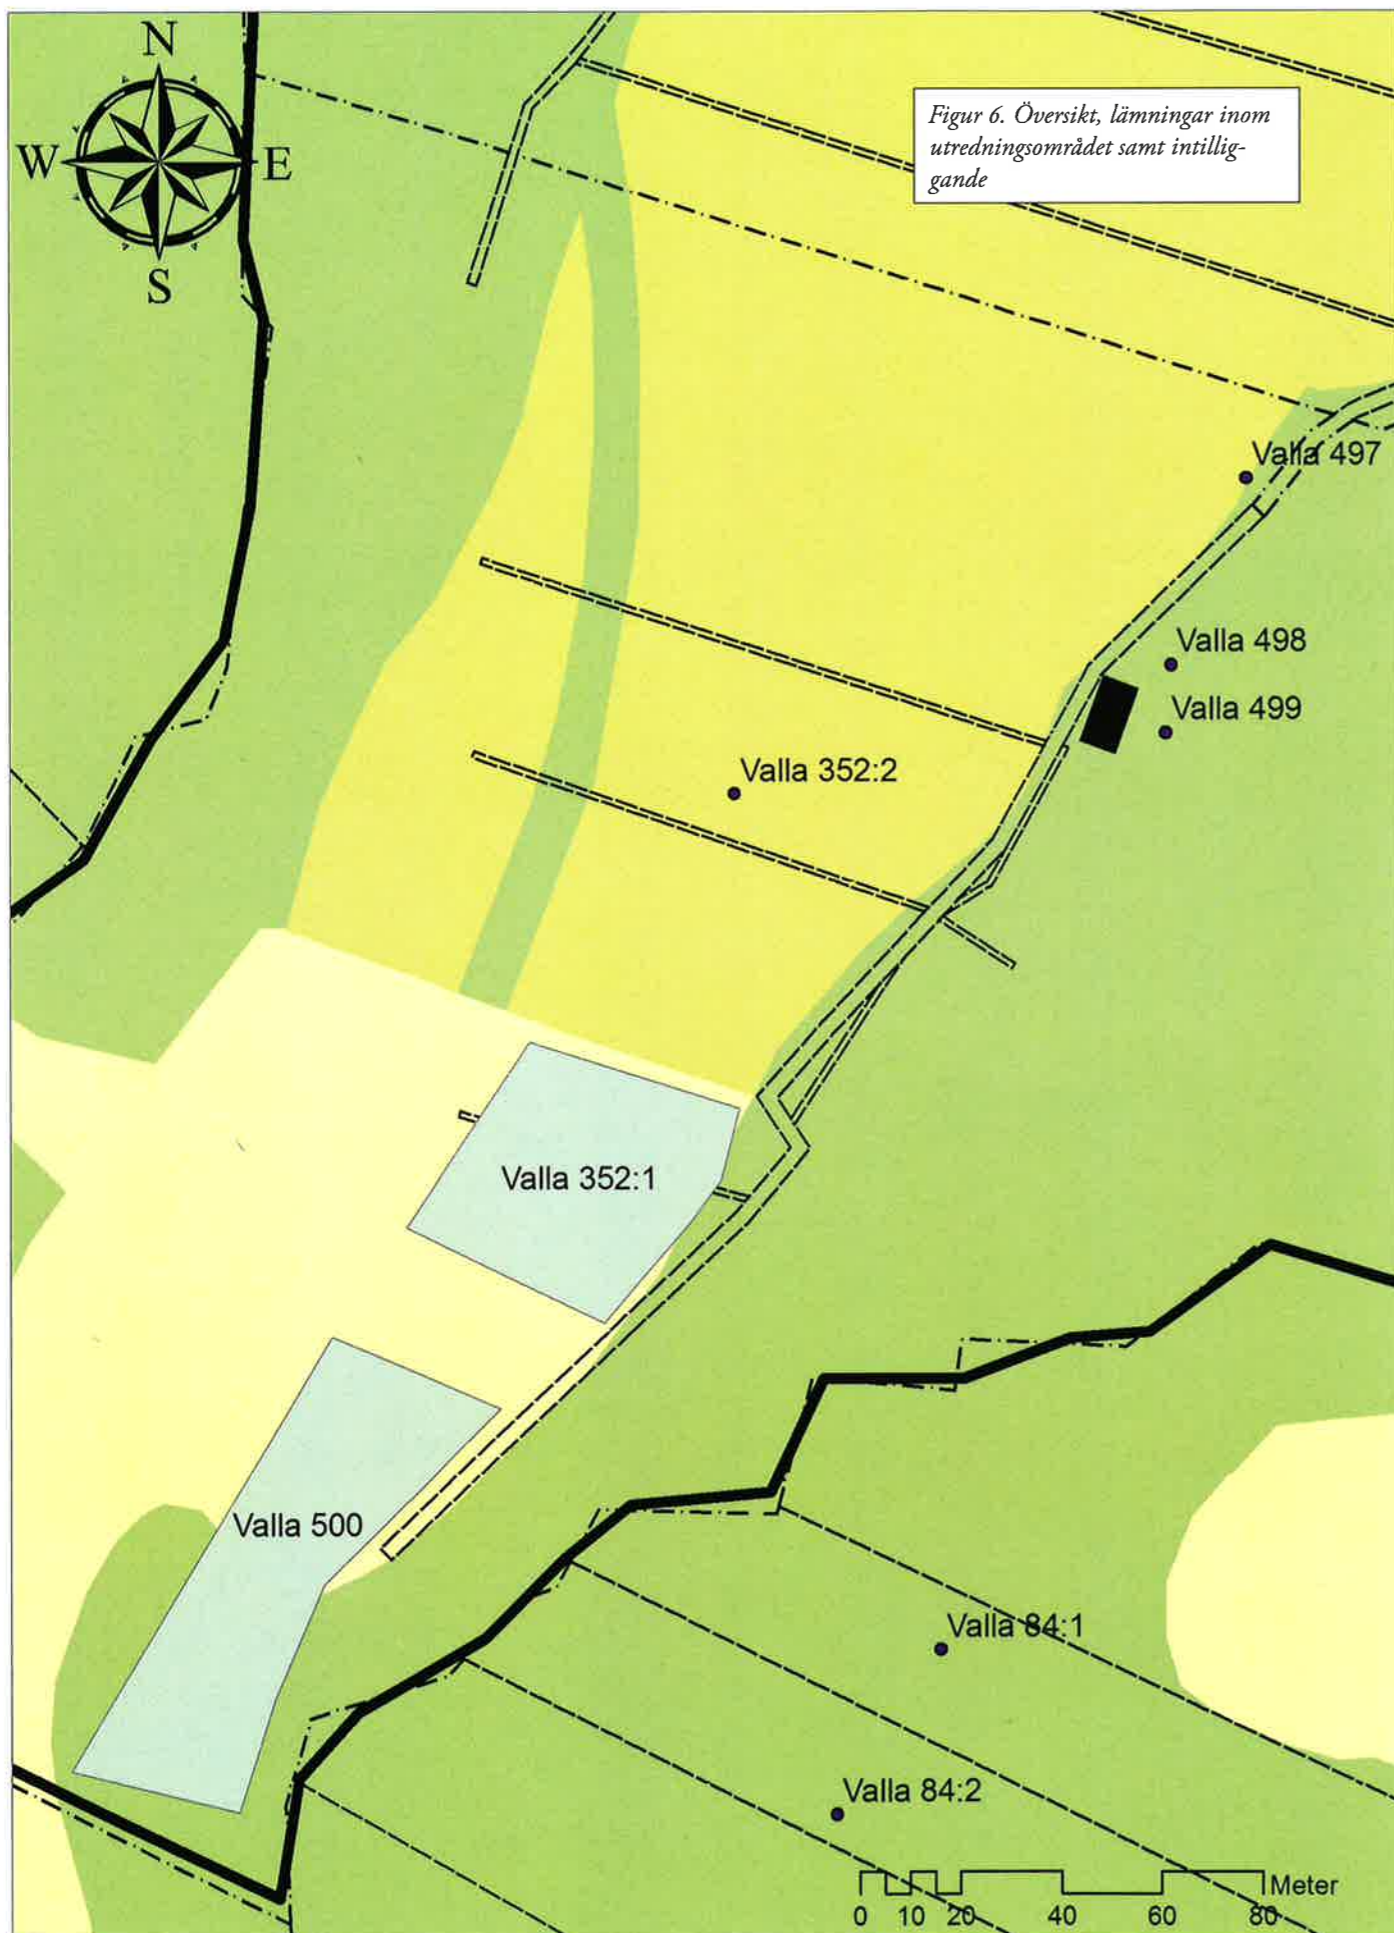 N
W
E
S
Figur 6. Översikt, lämningar inom
utredningsområdet samt intillig-
gande
Valla 497
Valla 498
Valla 499
Valla 352:2
Valla 352:1
Valla 500
Valla 84:1
Valla 84:2
Meter
0 10 20 40 60 80